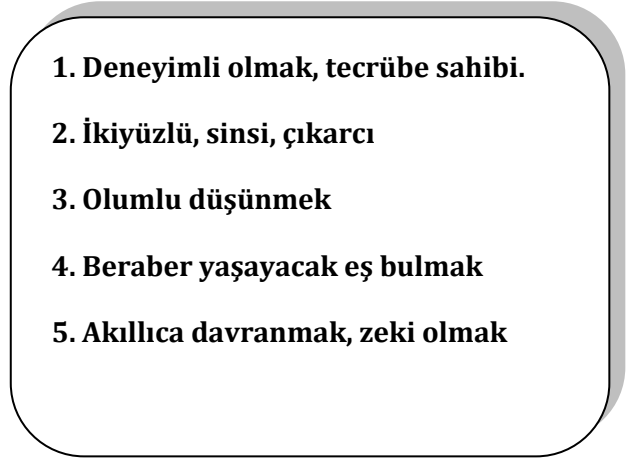 1. Deneyimli olmak, tecrübe sahibi.
2. İkiyüzlü, sinsi, çıkarcı
3. Olumlu düşünmek
4. Beraber yaşayacak eş bulmak
5. Akıllıca davranmak, zeki olmak